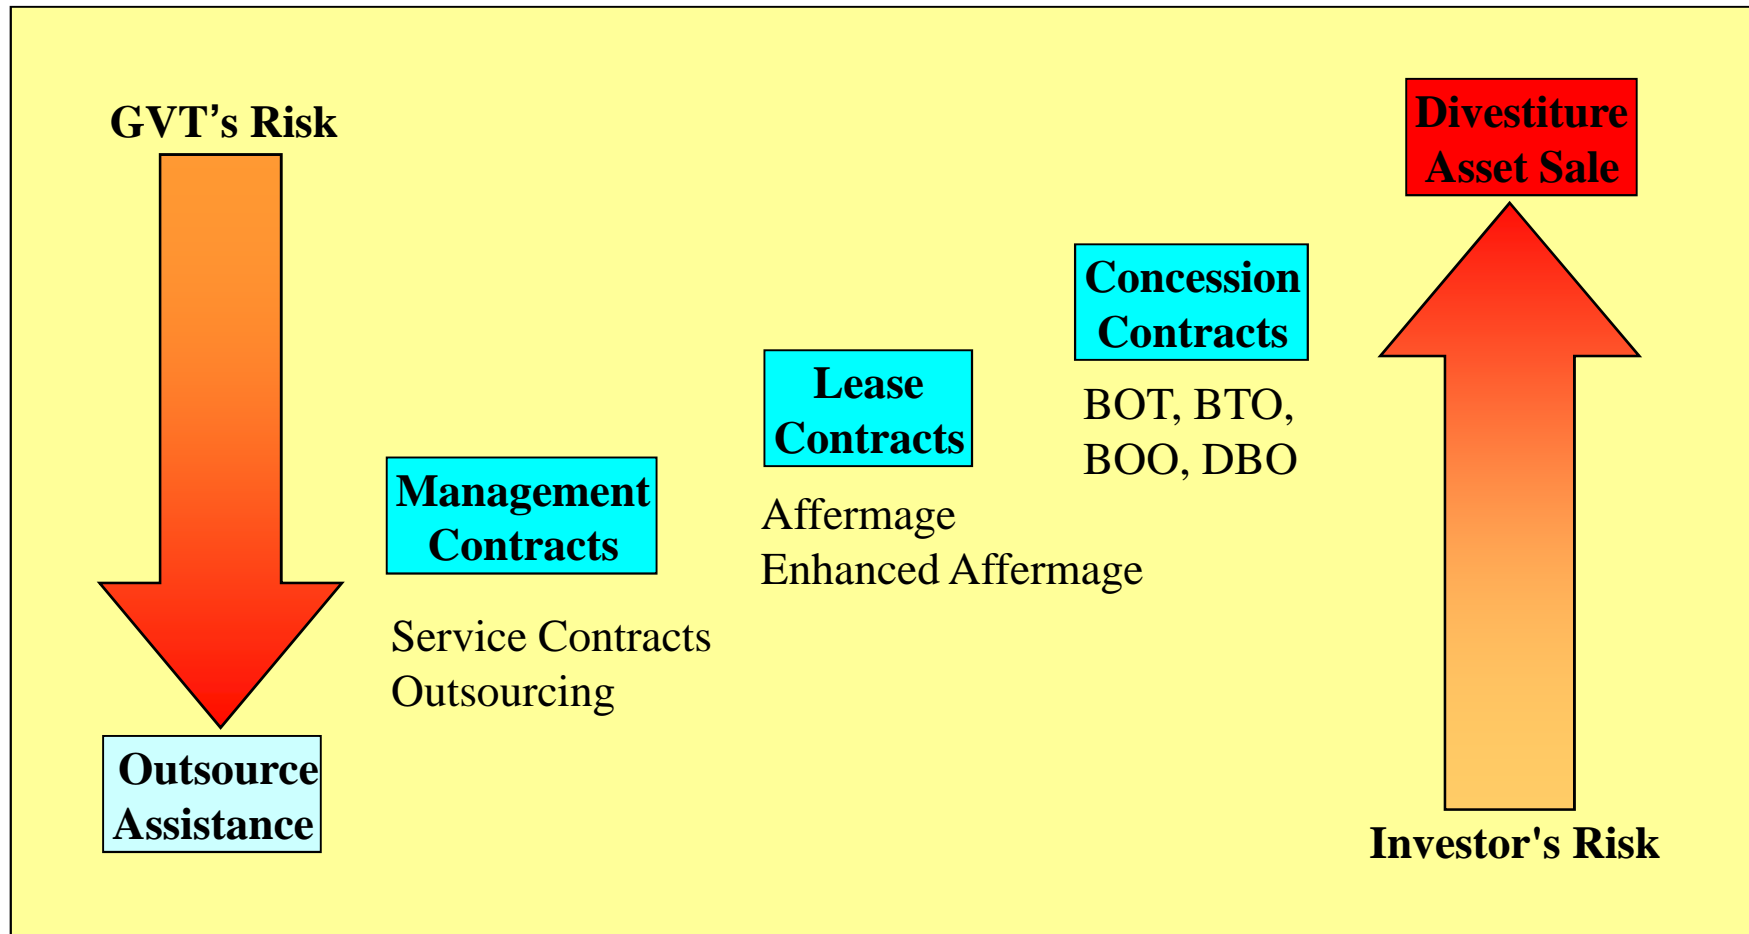 GVT’s Risk
Outsource
Assistance
Management
Contracts
Service Contracts
Outsourcing
Lease
Contracts
Affermage
Enhanced Affermage
Concession
Contracts
BOT, BTO,
BOO, DBO
Divestiture
Asset Sale
Investor's Risk